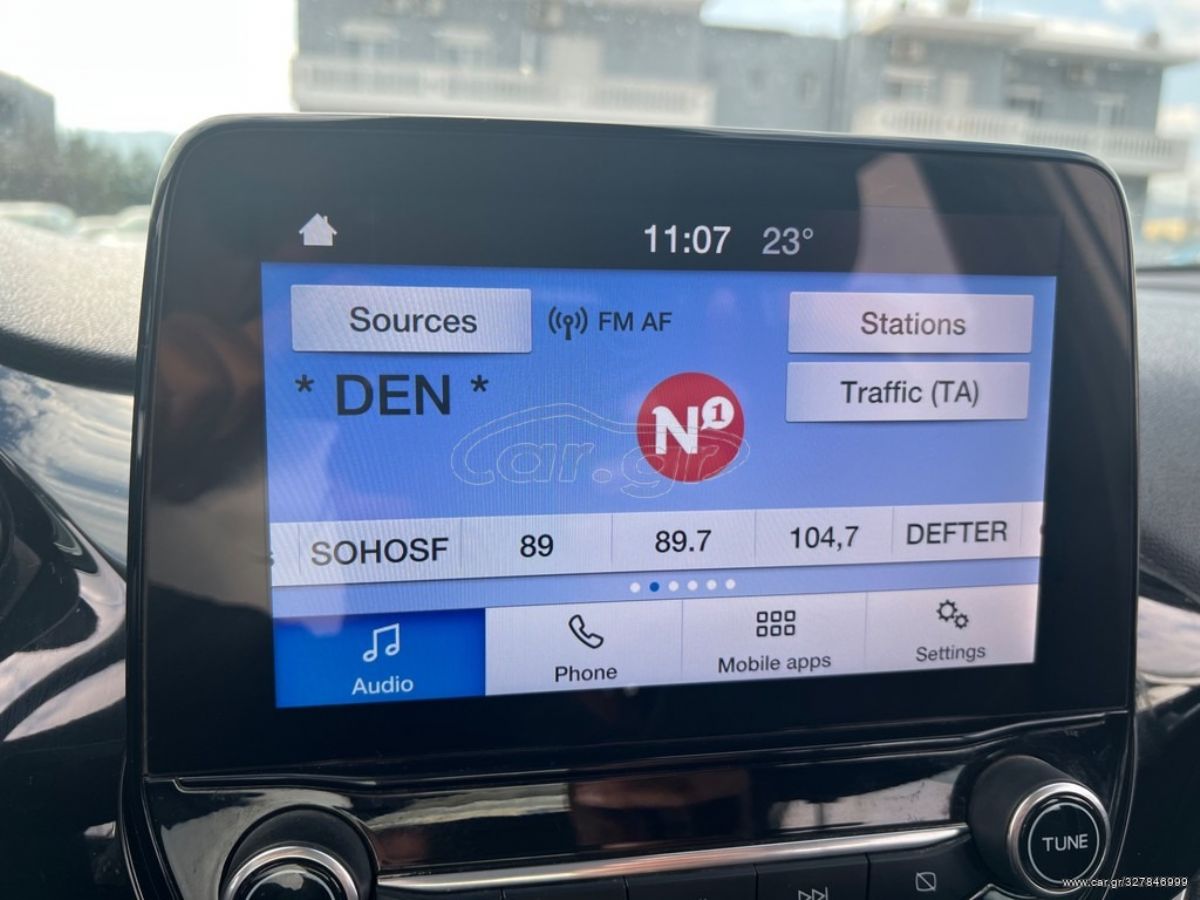 11:07 23°
Sources FM AF Stations
* DEN * Traffic (TA)
N1
car.gr
SOHOSF 89 89.7 104,7 DEFTER
Audio Phone Mobile apps Settings
TUNE
www.car.gr/327846999